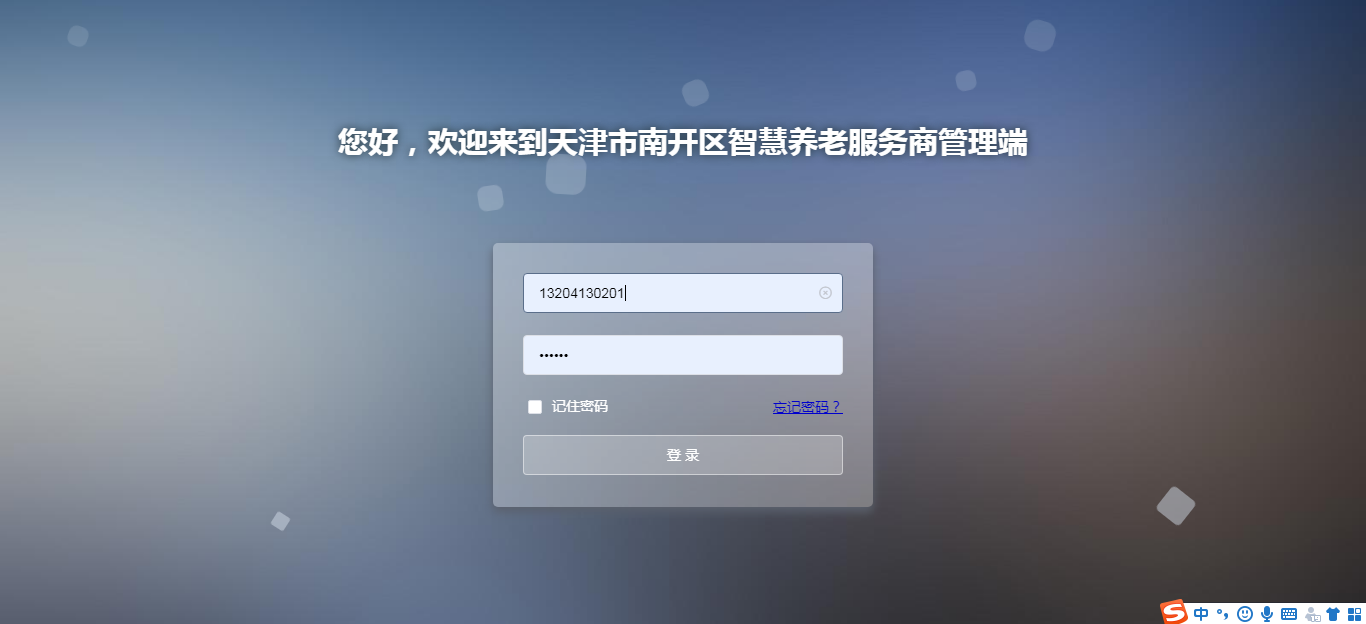 您好，欢迎来到天津市南开区智慧养老服务商管理端
13204130201
••••••
记住密码 忘记密码？
登 录
S 中